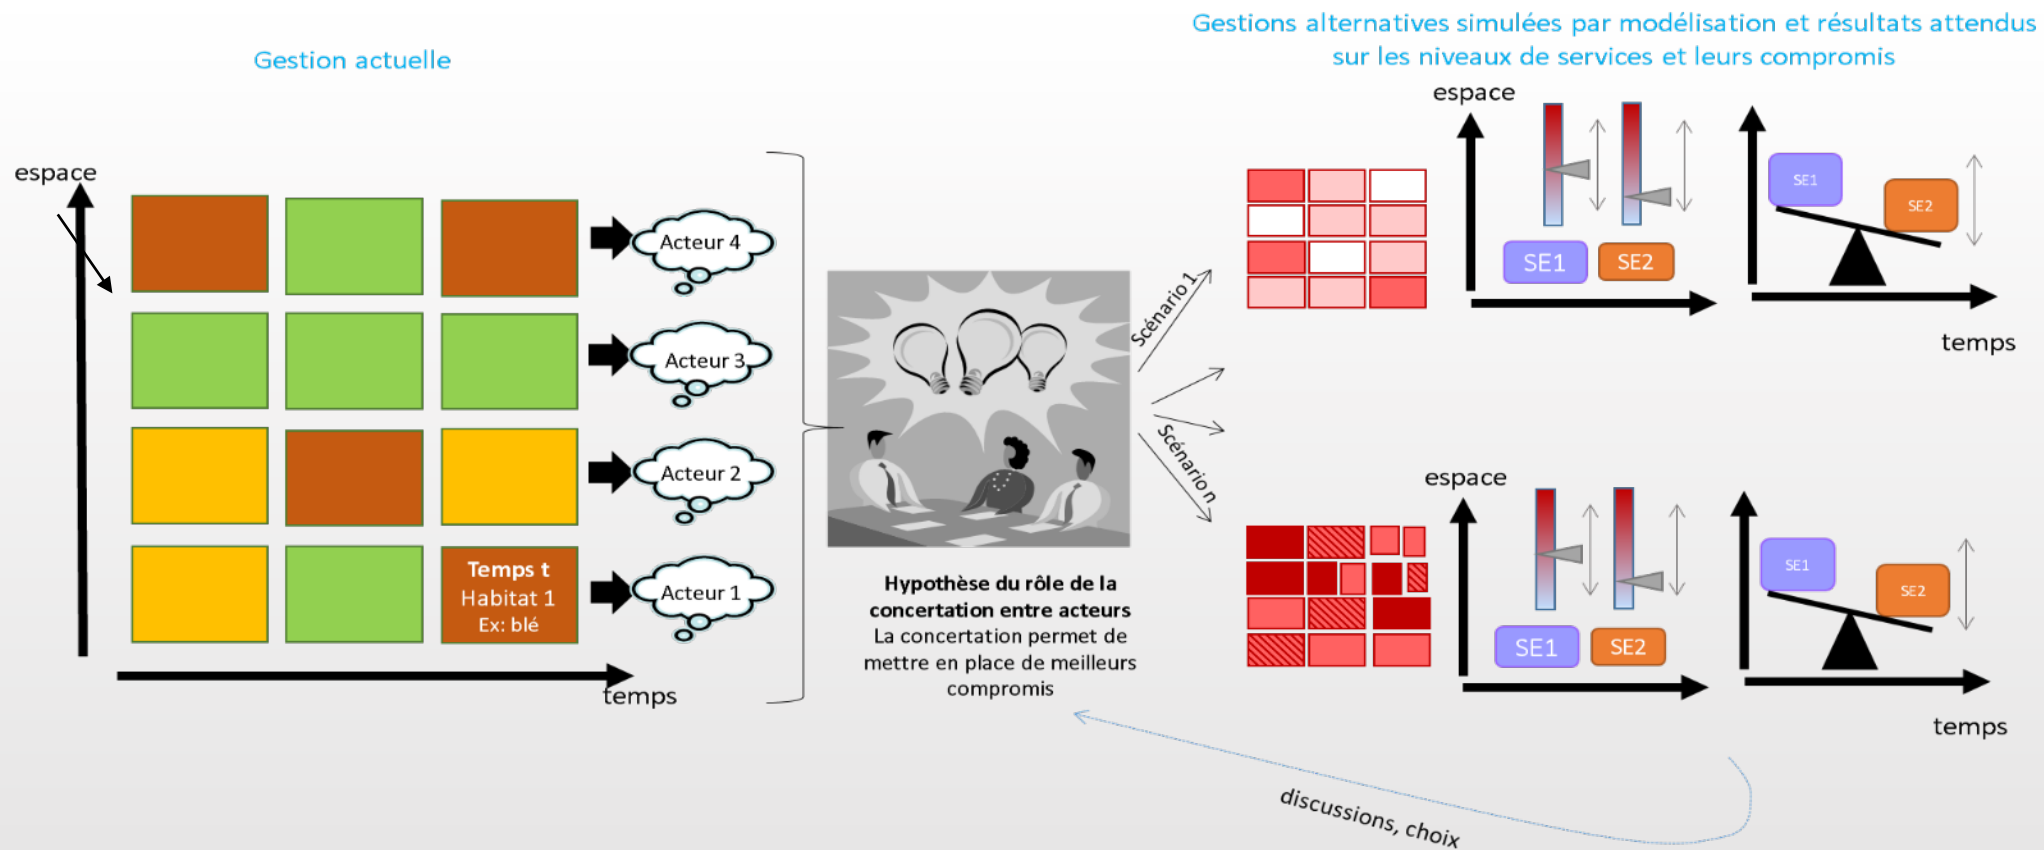 Gestion actuelle
espace
Acteur 4
Acteur 3
Acteur 2
Temps t
Habitat 1
Ex: blé
Acteur 1
temps
Hypothèse du rôle de la
concertation entre acteurs
La concertation permet de
mettre en place de meilleurs
compromis
Scénario 1
Scénario n
Gestions alternatives simulées par modélisation et résultats attendus
sur les niveaux de services et leurs compromis
espace
SE1
SE2
SE1
SE2
temps
espace
SE1
SE2
SE1
SE2
temps
discussions, choix